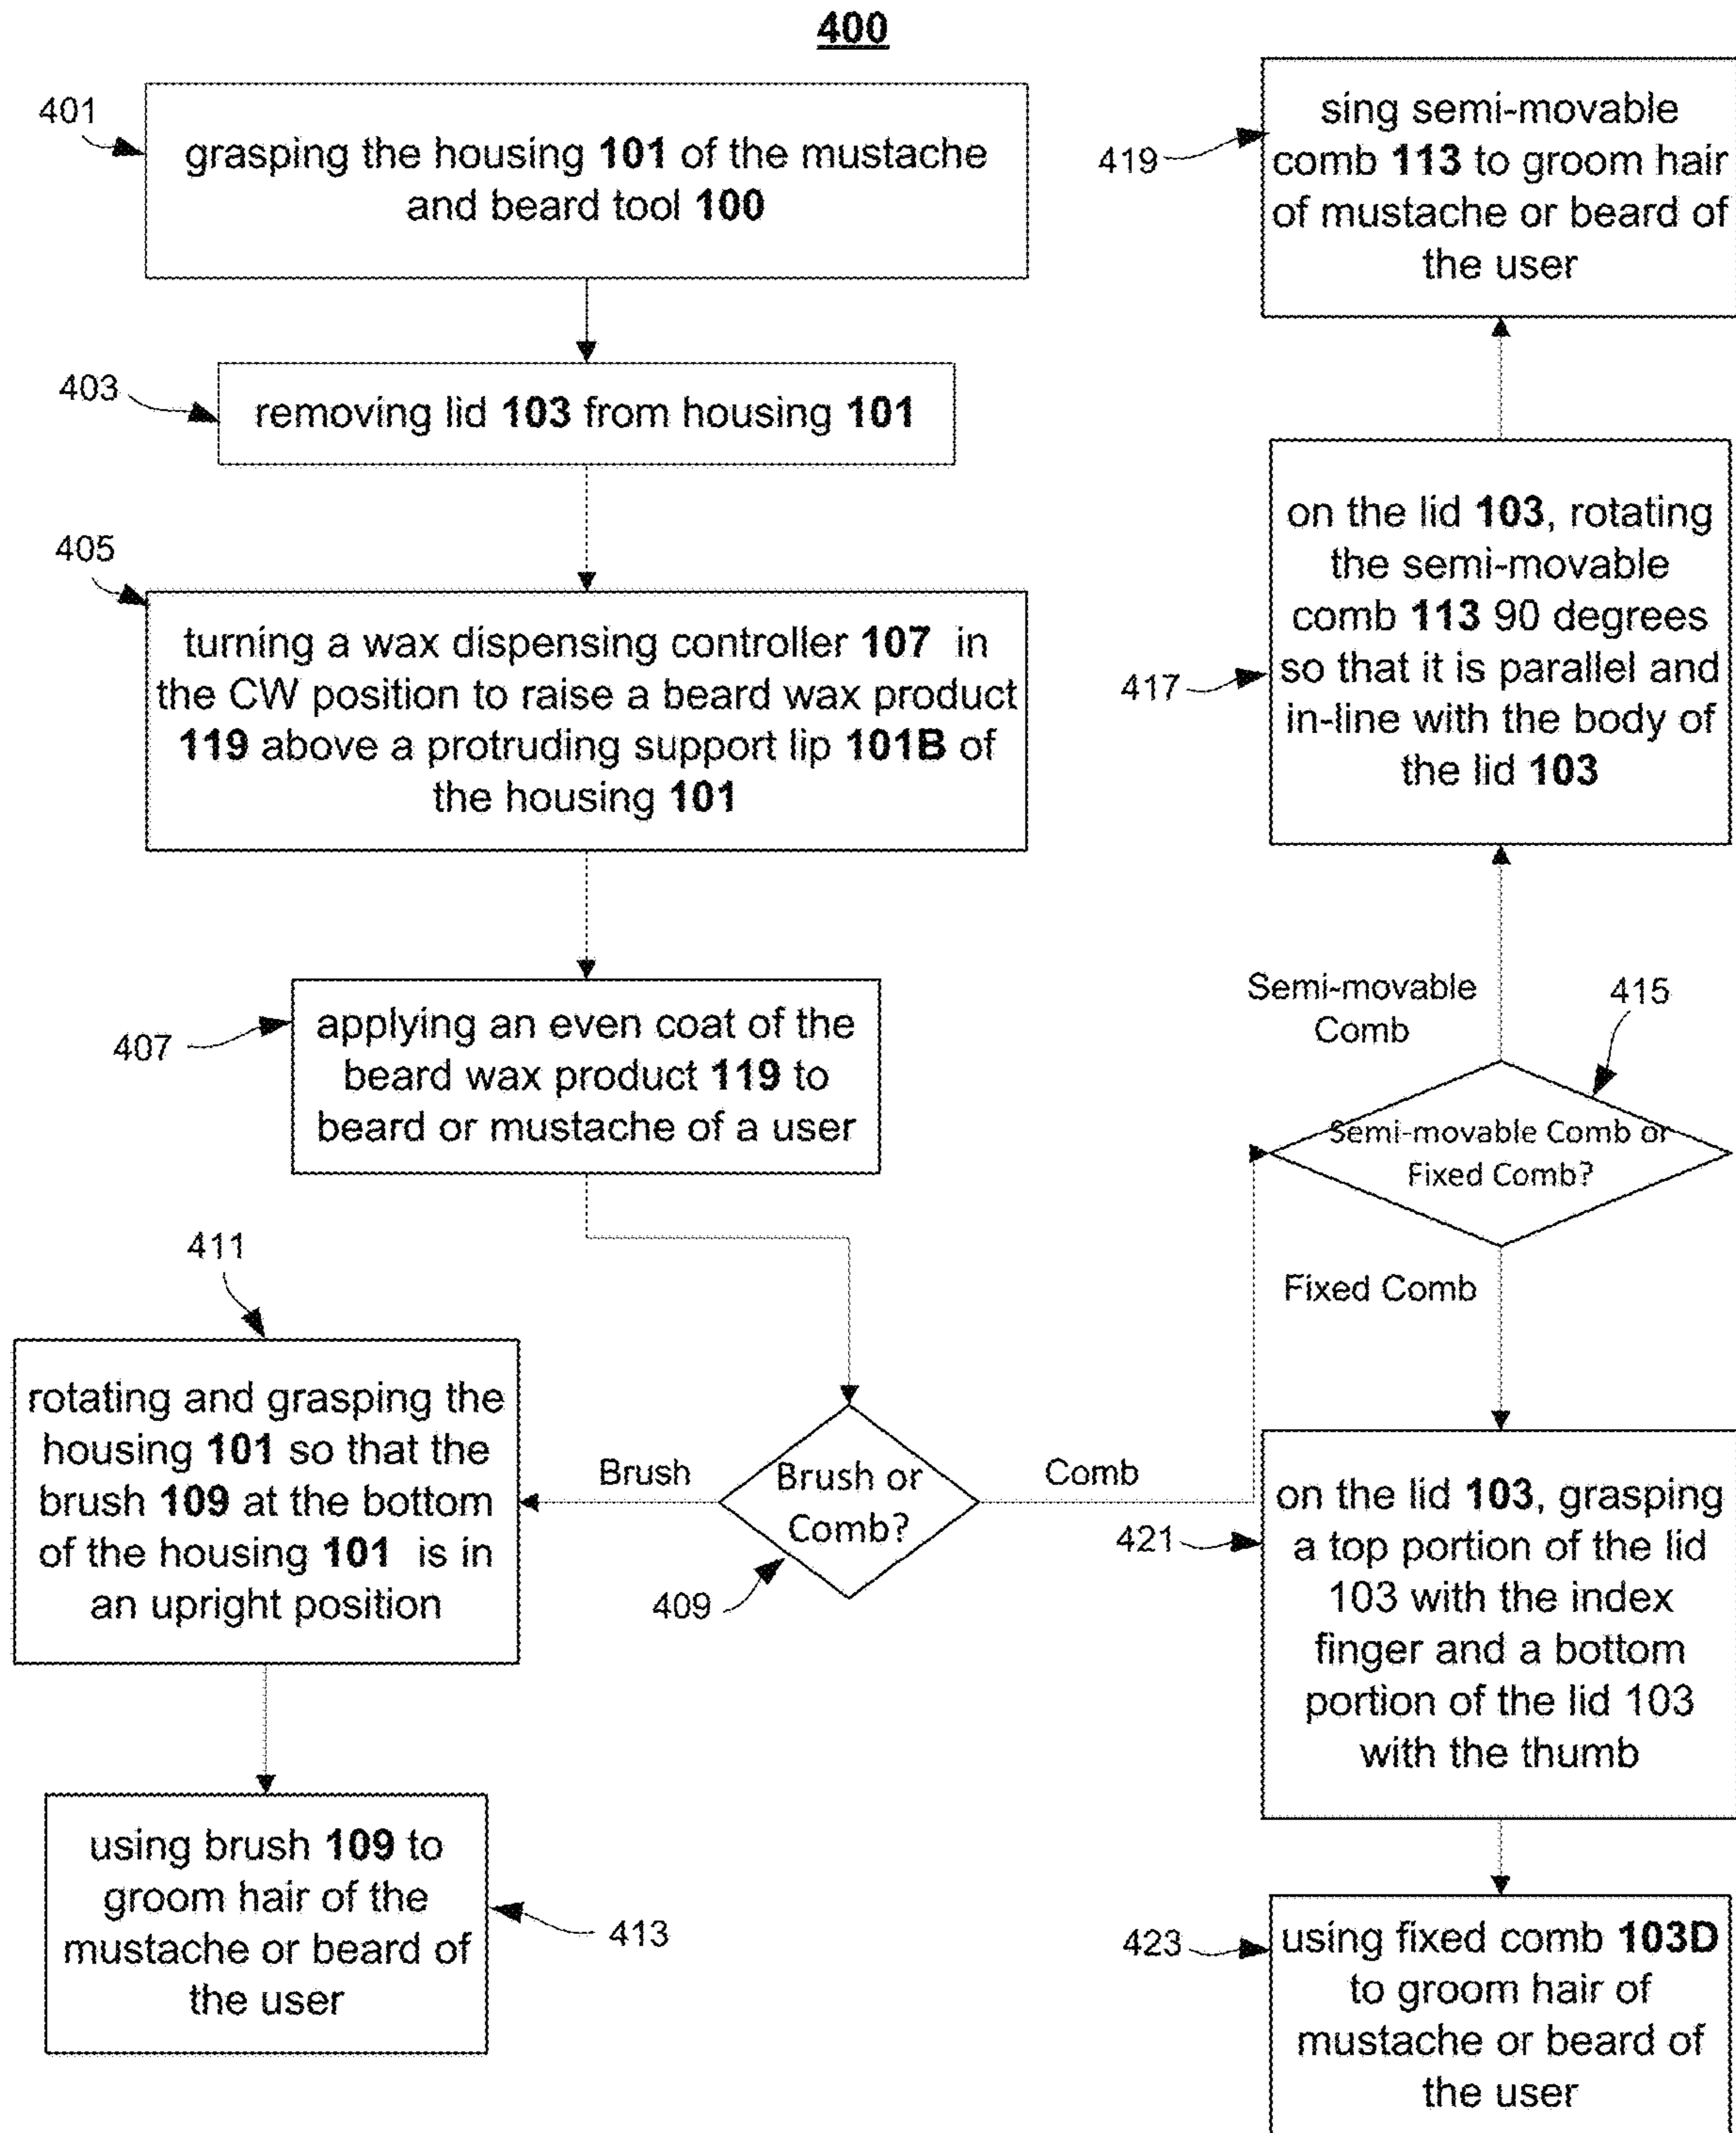 400
401
grasping the housing 101 of the mustache
and beard tool 100
403
removing lid 103 from housing 101
405
turning a wax dispensing controller 107 in
the CW position to raise a beard wax product
119 above a protruding support lip 101B of
the housing 101
407
applying an even coat of the
beard wax product 119 to
beard or mustache of a user
Brush or
Comb?
409
Brush
Comb
411
rotating and grasping the
housing 101 so that the
brush 109 at the bottom
of the housing 101 is in
an upright position
using brush 109 to
groom hair of the
mustache or beard of
the user
413
415
Semi-movable Comb or
Fixed Comb?
Semi-movable
Comb
417
on the lid 103, rotating
the semi-movable
comb 113 90 degrees
so that it is parallel and
in-line with the body of
the lid 103
419
sing semi-movable
comb 113 to groom hair
of mustache or beard of
the user
Fixed Comb
421
on the lid 103, grasping
a top portion of the lid
103 with the index
finger and a bottom
portion of the lid 103
with the thumb
423
using fixed comb 103D
to groom hair of
mustache or beard of
the user